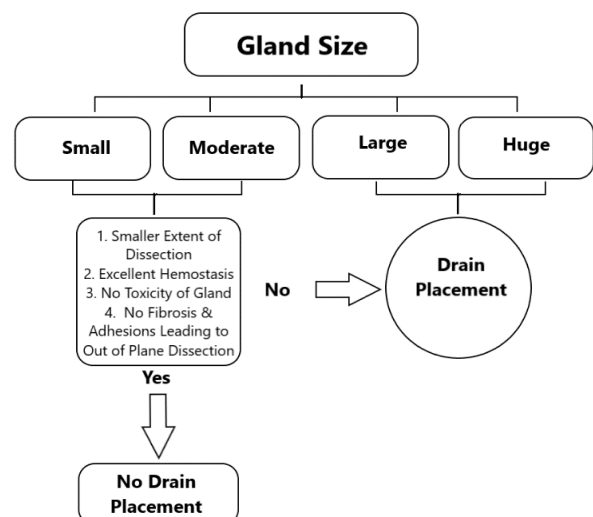 Gland Size
Small
Moderate
Large
Huge
1. Smaller Extent of
Dissection
2. Excellent Hemostasis
3. No Toxicity of Gland
4. No Fibrosis &
Adhesions Leading to
Out of Plane Dissection
No
Drain
Placement
Yes
No Drain
Placement